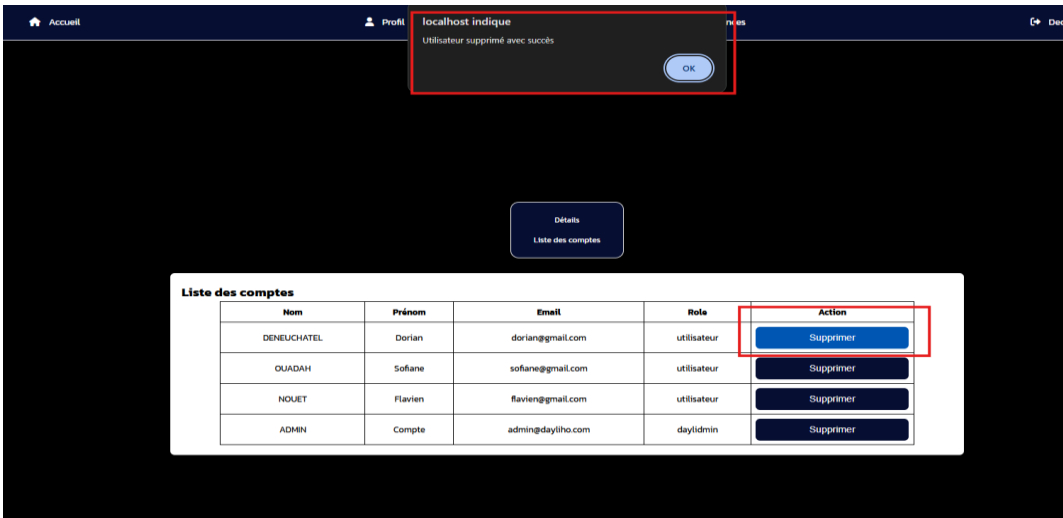 Accueil Profil nces
localhost indique
Utilisateur supprimé avec succès
OK
Détails
Liste des comptes
Liste des comptes
Nom Prénom Email Role Action
DENEUCHATEL Dorian dorian@gmail.com utilisateur Supprimer
OUADAH Sofiane sofiane@gmail.com utilisateur Supprimer
NOUET Flavien flavien@gmail.com utilisateur Supprimer
ADMIN Compte admin@dayliho.com daylidmin Supprimer